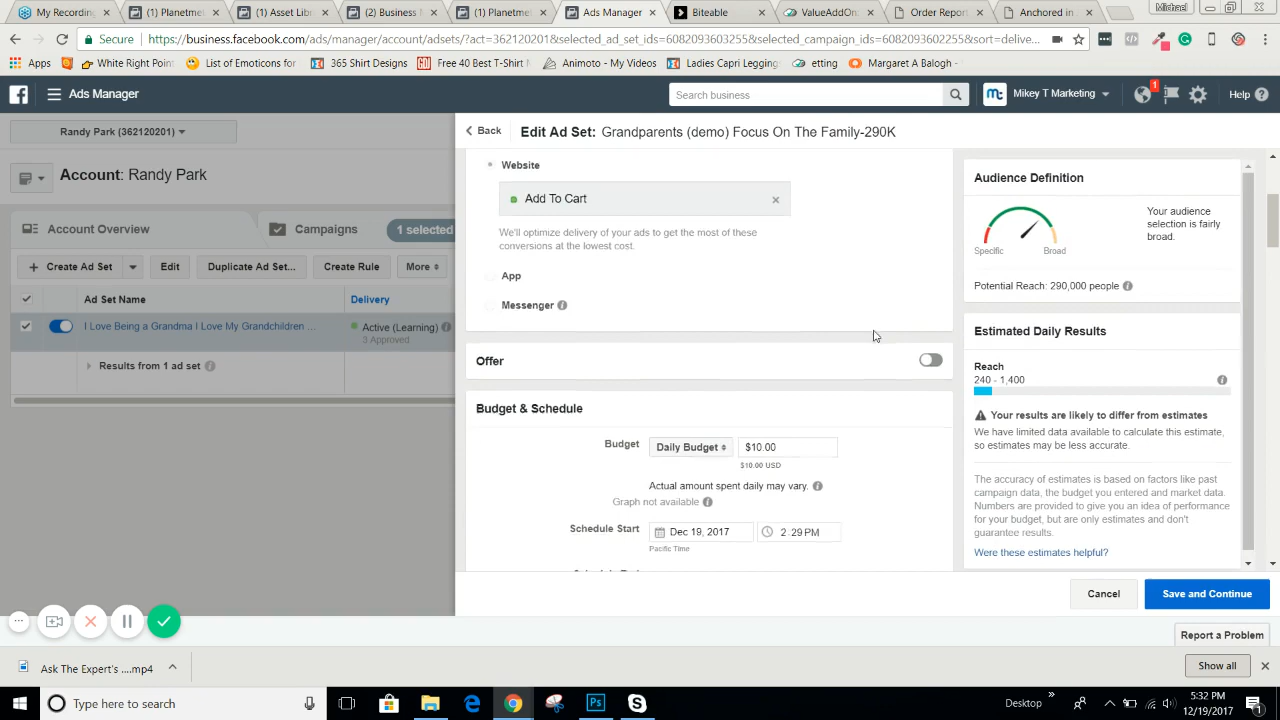 My Recording
(1) Planetme
(1) Asset Lib
(2) Business
(1) Planetme
Ads Manager
Biteable
ValueAddOn
Order Report
Anchored in
Michael
Secure
https://business.facebook.com/ads/manager/account/adsets/?act=362120201&selected_ad_set_ids=6082093603255&selected_campaign_ids=6082093602255&sort=delive...
Apps
White Right Point
List of Emoticons for
365 Shirt Designs
Free 40 Best T-Shirt
Animoto - My Videos
Ladies Capri Legging
etting
Margaret A Balogh -
Ads Manager
Search business
Mikey T Marketing
1
Help
Randy Park (362120201)
Back
Edit Ad Set: Grandparents (demo) Focus On The Family-290K
Account: Randy Park
Account Overview
Campaigns
1 selected
Create Ad Set
Edit
Duplicate Ad Set...
Create Rule
More
Ad Set Name
Delivery
I Love Being a Grandma I Love My Grandchildren ...
Active (Learning)
3 Approved
Results from 1 ad set
Website
Add To Cart
We'll optimize delivery of your ads to get the most of these
conversions at the lowest cost.
App
Messenger
Offer
Budget & Schedule
Budget
Daily Budget
$10.00
$10.00 USD
Actual amount spent daily may vary.
Graph not available
Schedule Start
Dec 19, 2017
2:29 PM
Pacific Time
Audience Definition
Specific
Broad
Your audience
selection is fairly
broad.
Potential Reach: 290,000 people
Estimated Daily Results
Reach
240 - 1,400
Your results are likely to differ from estimates
We have limited data available to calculate this estimate,
so estimates may be less accurate.
The accuracy of estimates is based on factors like past
campaign data, the budget you entered and market data.
Numbers are provided to give you an idea of performance
for your budget, but are only estimates and don't
guarantee results.
Were these estimates helpful?
Cancel
Save and Continue
Report a Problem
Ask The Expert's ....mp4
Show all
Type here to search
Desktop
5:32 PM
12/19/2017